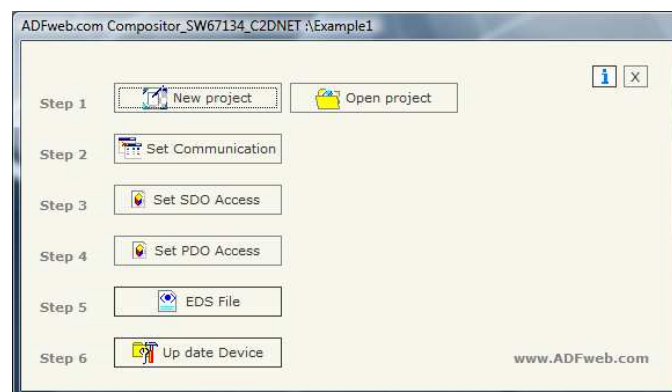 ADFweb.com Compositor_SW67134_C2DNET :\Example1
Step 1 New project Open project i X
Step 2 Set Communication
Step 3 Set SDO Access
Step 4 Set PDO Access
Step 5 EDS File
Step 6 Up date Device
www.ADFweb.com